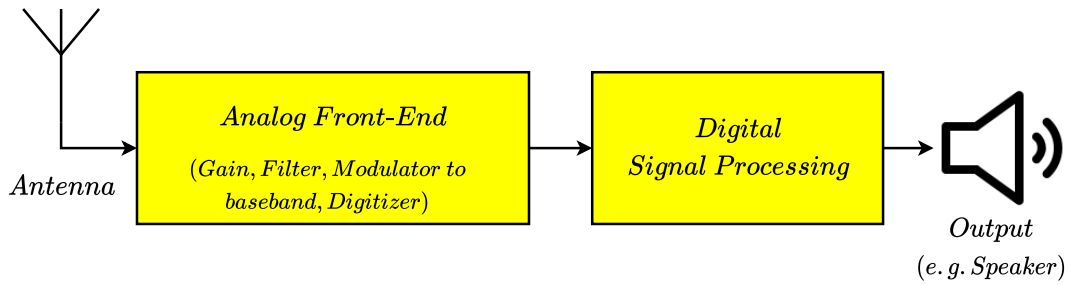 Antenna
Analog Front-End
(Gain, Filter, Modulator to
baseband, Digitizer)
Digital
Signal Processing
Output
(e.g. Speaker)